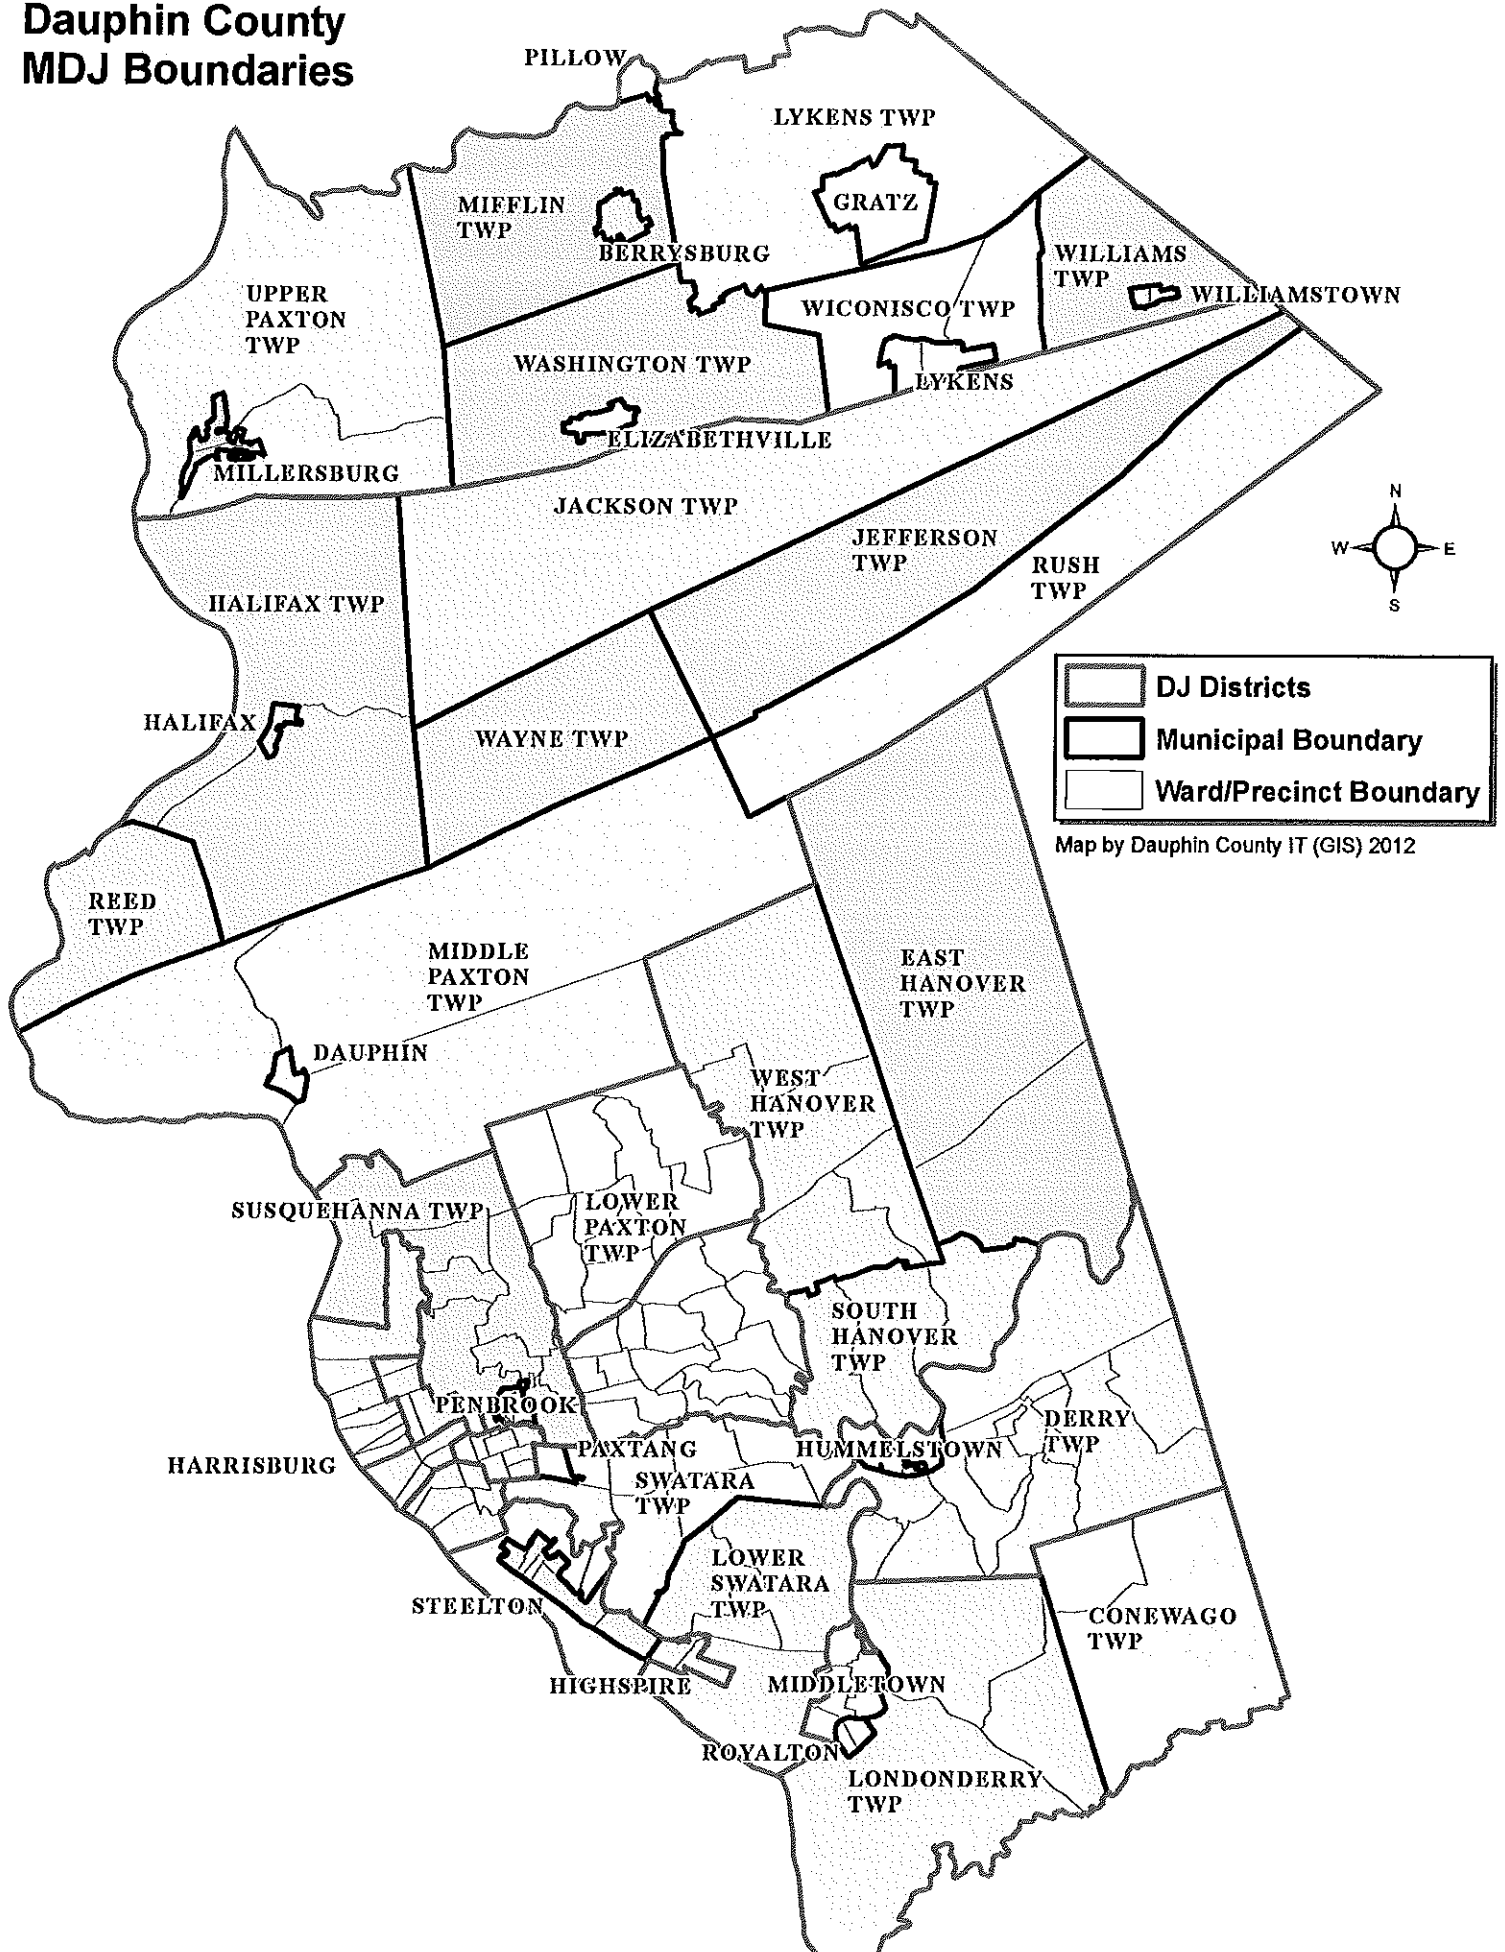 Dauphin County
MDJ Boundaries
PILLOW
LYKENS TWP
MIFFLIN
TWP
GRATZ
BERRYSBURG
WILLIAMS
TWP
UPPER
PAXTON
TWP
WICONISCO TWP
WILLIAMSTOWN
WASHINGTON TWP
LYKENS
ELIZABETHVILLE
MILLERSBURG
JACKSON TWP
N
W
E
S
JEFFERSON
TWP
RUSH
TWP
HALIFAX TWP
DJ Districts
Municipal Boundary
Ward/Precinct Boundary
Map by Dauphin County IT (GIS) 2012
HALIFAX
WAYNE TWP
REED
TWP
MIDDLE
PAXTON
TWP
EAST
HANOVER
TWP
DAUPHIN
WEST
HANOVER
TWP
SUSQUEHANNA TWP
LOWER
PAXTON
TWP
SOUTH
HANOVER
TWP
PENBROOK
DERRY
TWP
HARRISBURG
PAXTANG
HUMMELSTOWN
SWATARA
TWP
LOWER
SWATARA
TWP
STEELTON
CONEWAGO
TWP
HIGHSPIRE
MIDDLETOWN
ROYALTON
LONDONDERRY
TWP